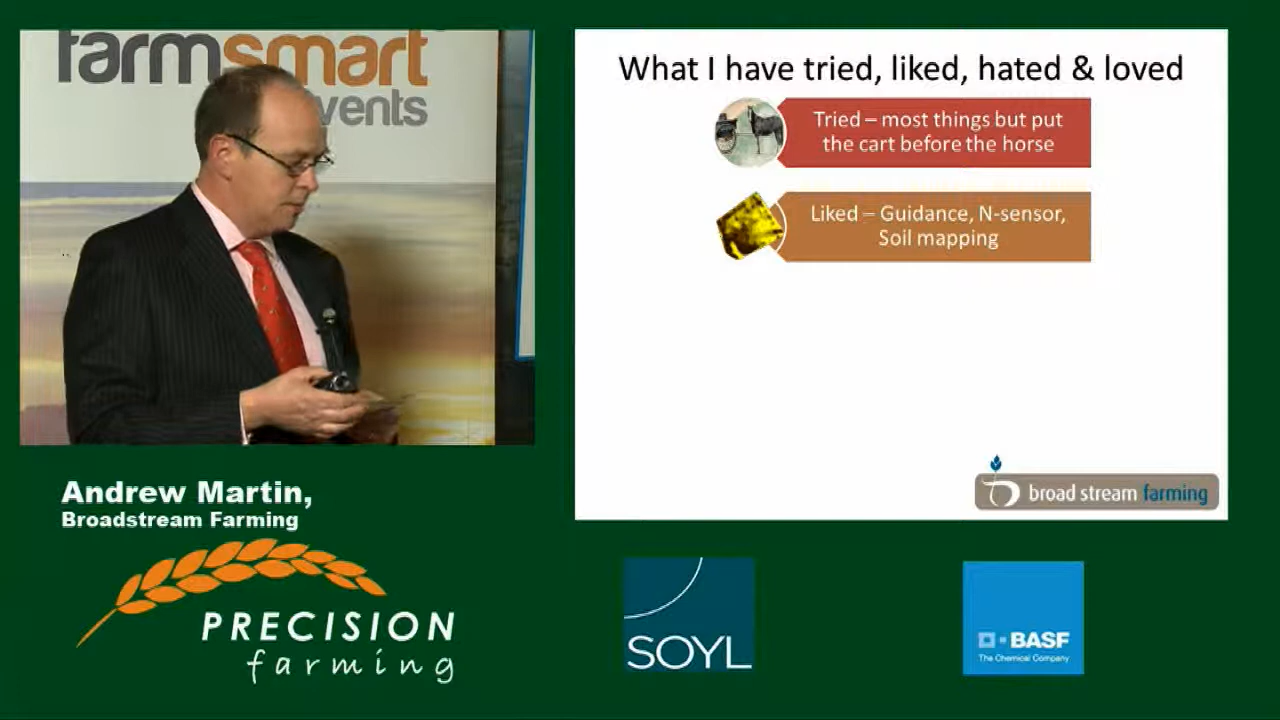 farmsmart
vents
What I have tried, liked, hated & loved
Tried – most things but put
the cart before the horse
Liked – Guidance, N-sensor,
Soil mapping
broad stream farming
Andrew Martin,
Broadstream Farming
PRECISION
farming
SOYL
BASF
The Chemical Company